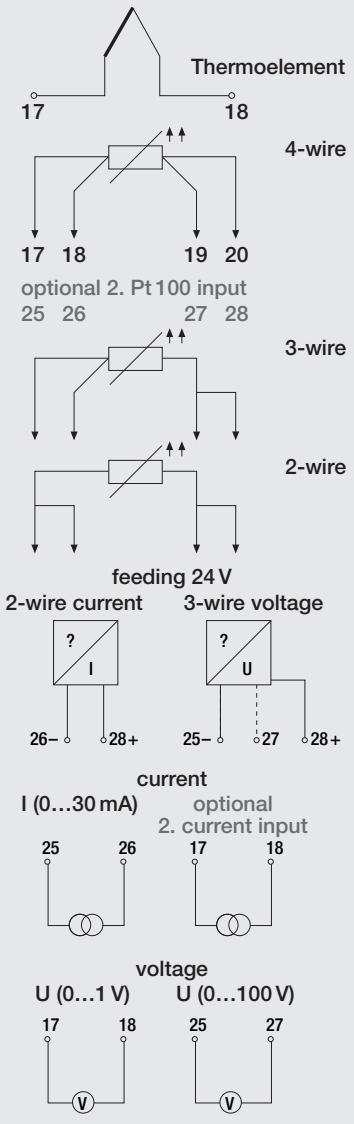 Thermoelement
17 18
4-wire
17 18 19 20
optional 2. Pt 100 input
25 26 27 28
3-wire
2-wire
feeding 24 V
2-wire current 3-wire voltage
? ?
I U
26– 28+ 25– 27 28+
current
I (0...30 mA) optional
2. current input
25 26 17 18
voltage
U (0...1 V) U (0...100 V)
17 18 25 27
V V